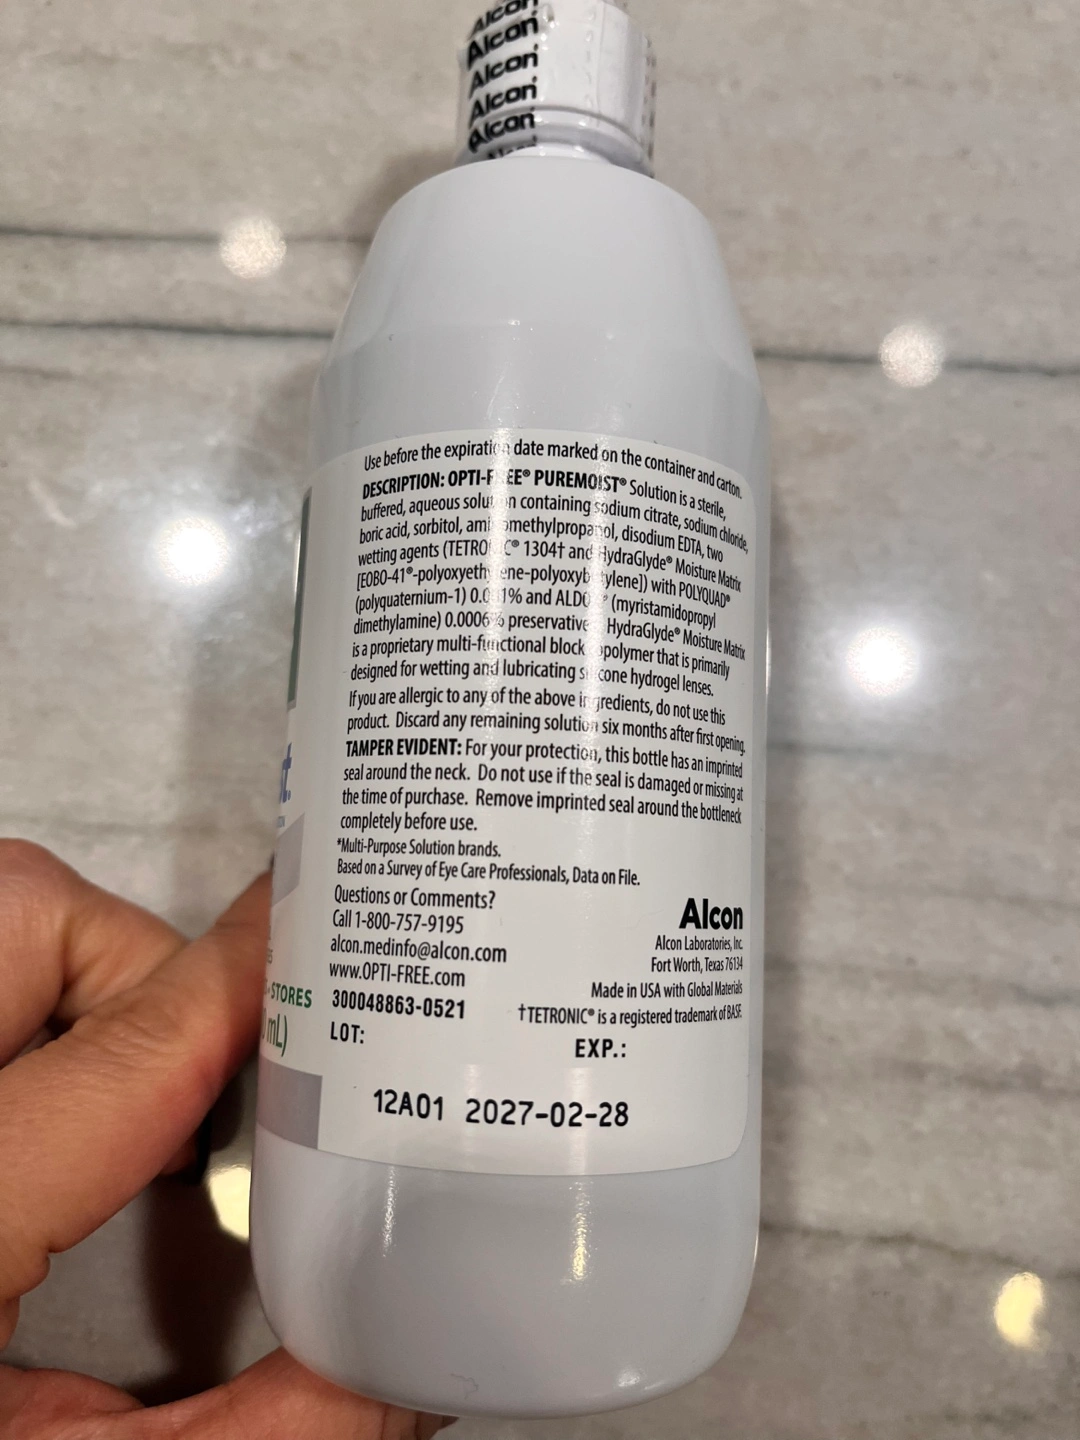 Alcon
Alcon
Alcon
Alcon
Alcon
Alcon
Use before the expiration date marked on the container and carton.
DESCRIPTION: OPTI-FREE® PUREMOIST® Solution is a sterile,
buffered, aqueous solution containing sodium citrate, sodium chloride,
boric acid, sorbitol, aminomethylpropanol, disodium EDTA, two
wetting agents (TETRONIC® 1304† and HydraGlyde® Moisture Matrix
[EOBO-41®-polyoxyethylene-polyoxybutylene]) with POLYQUAD®
(polyquaternium-1) 0.001% and ALDOX® (myristamidopropyl
dimethylamine) 0.0006% preservatives. HydraGlyde® Moisture Matrix
is a proprietary multi-functional block copolymer that is primarily
designed for wetting and lubricating silicone hydrogel lenses.
If you are allergic to any of the above ingredients, do not use this
product. Discard any remaining solution six months after first opening.
TAMPER EVIDENT: For your protection, this bottle has an imprinted
seal around the neck. Do not use if the seal is damaged or missing at
the time of purchase. Remove imprinted seal around the bottleneck
completely before use.
*Multi-Purpose Solution brands.
Based on a Survey of Eye Care Professionals, Data on File.
Questions or Comments?
Call 1-800-757-9195
alcon.medinfo@alcon.com
www.OPTI-FREE.com
300048863-0521
LOT:
Alcon
Alcon Laboratories, Inc.
Fort Worth, Texas 76134
Made in USA with Global Materials
†TETRONIC® is a registered trademark of BASF.
EXP.:
12A01 2027-02-28
STORES
mL)